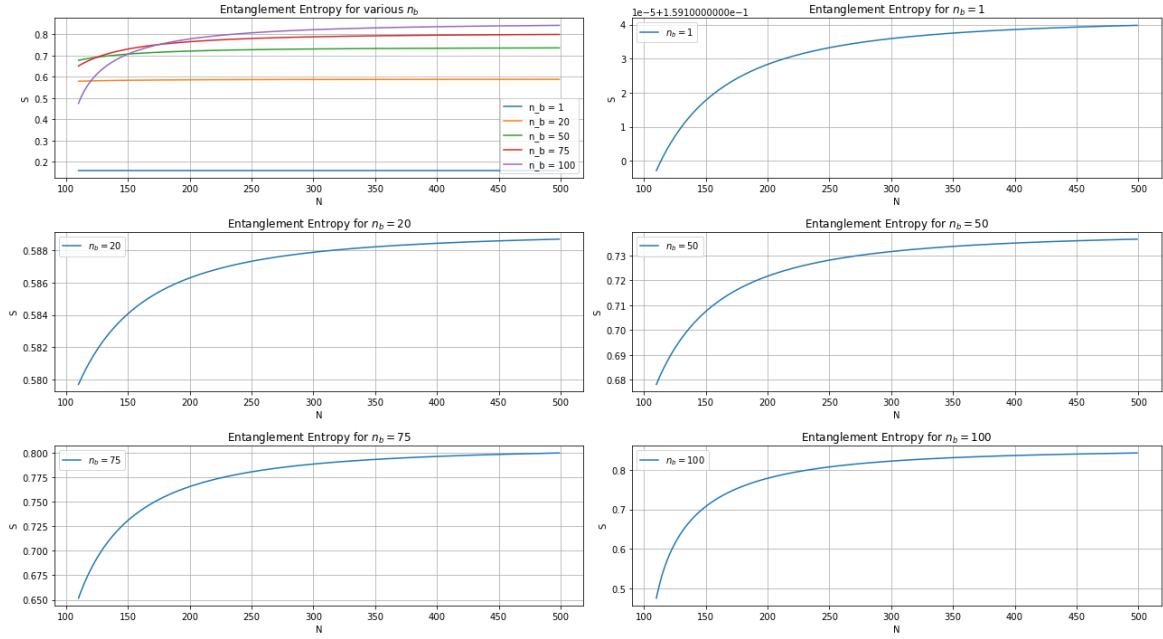 Entanglement Entropy for various n_b
S
0.8
0.7
0.6
0.5
0.4
0.3
0.2
n_b = 1
n_b = 20
n_b = 50
n_b = 75
n_b = 100
100 150 200 250 300 350 400 450 500
N
1e-5+1.5910000000e-1
Entanglement Entropy for n_b = 1
n_b = 1
S
4
3
2
1
0
100 150 200 250 300 350 400 450 500
N
Entanglement Entropy for n_b = 20
n_b = 20
S
0.588
0.586
0.584
0.582
0.580
100 150 200 250 300 350 400 450 500
N
Entanglement Entropy for n_b = 50
n_b = 50
S
0.73
0.72
0.71
0.70
0.69
0.68
100 150 200 250 300 350 400 450 500
N
Entanglement Entropy for n_b = 75
n_b = 75
S
0.800
0.775
0.750
0.725
0.700
0.675
0.650
100 150 200 250 300 350 400 450 500
N
Entanglement Entropy for n_b = 100
n_b = 100
S
0.8
0.7
0.6
0.5
100 150 200 250 300 350 400 450 500
N